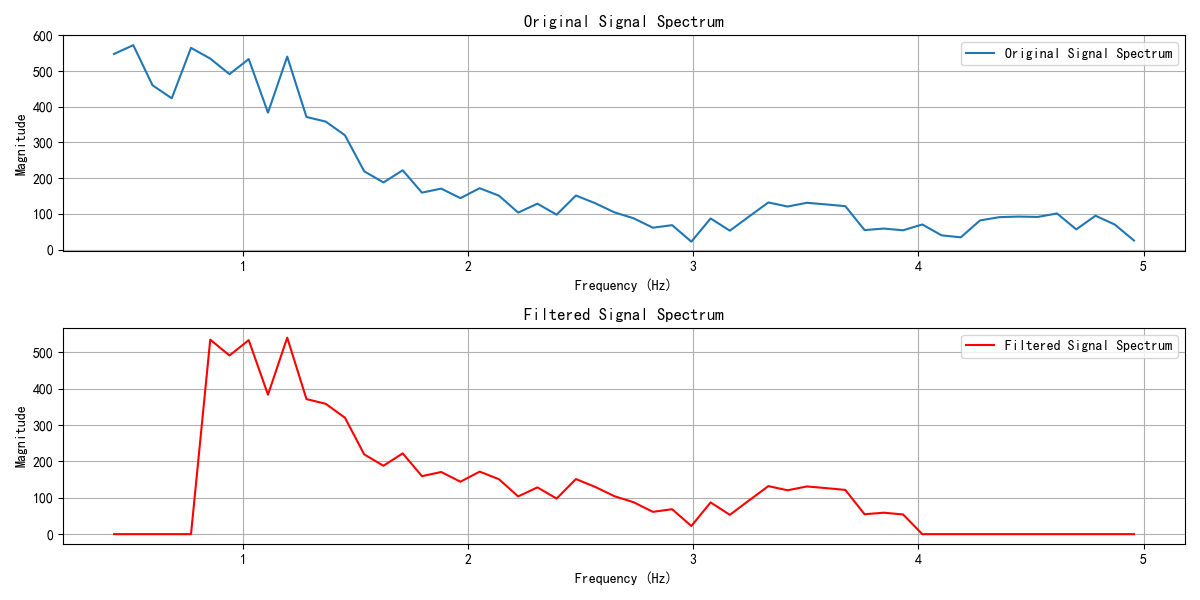 Original Signal Spectrum
600
500
400
300
200
100
0
Magnitude
Original Signal Spectrum
1 2 3 4 5
Frequency (Hz)
Filtered Signal Spectrum
500
400
300
200
100
0
Magnitude
Filtered Signal Spectrum
1 2 3 4 5
Frequency (Hz)